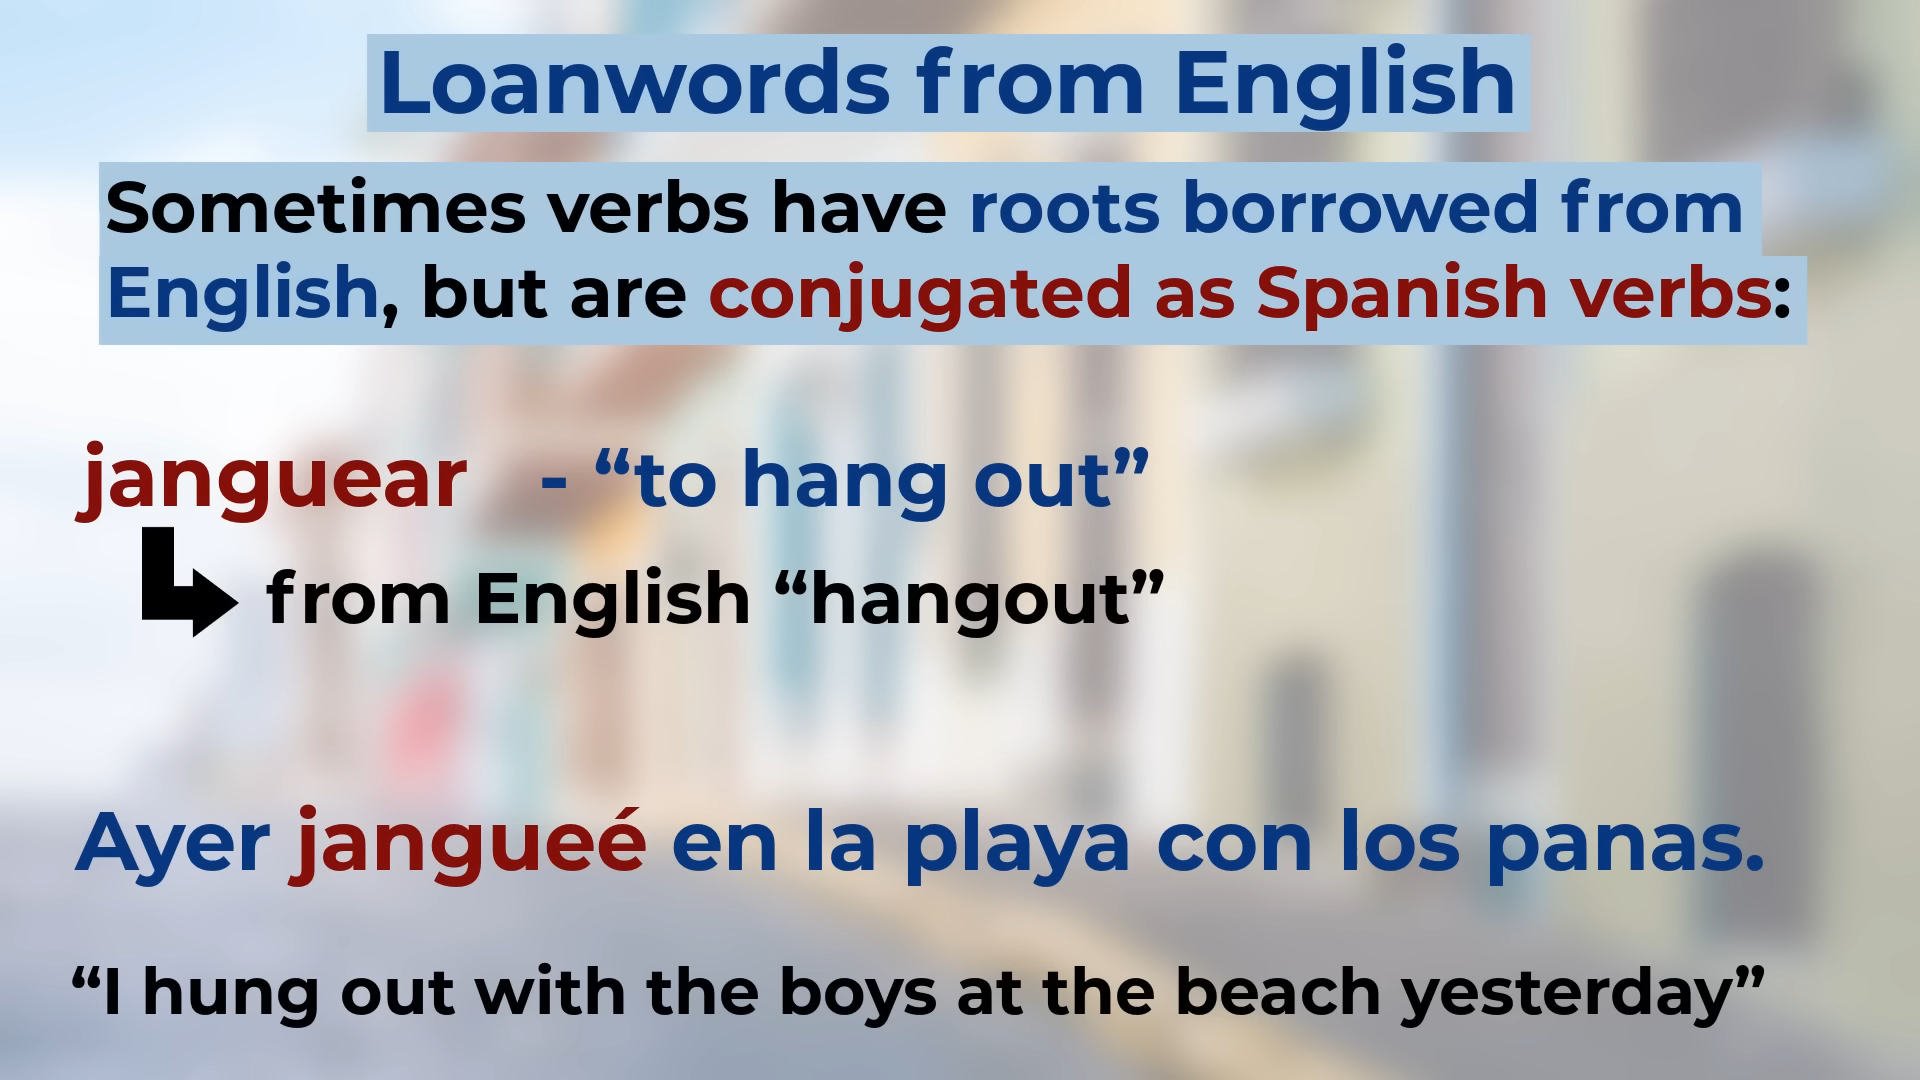 Loanwords from English
Sometimes verbs have roots borrowed from
English, but are conjugated as Spanish verbs:
janguear - “to hang out”
from English “hangout”
Ayer jangueé en la playa con los panas.
“I hung out with the boys at the beach yesterday”